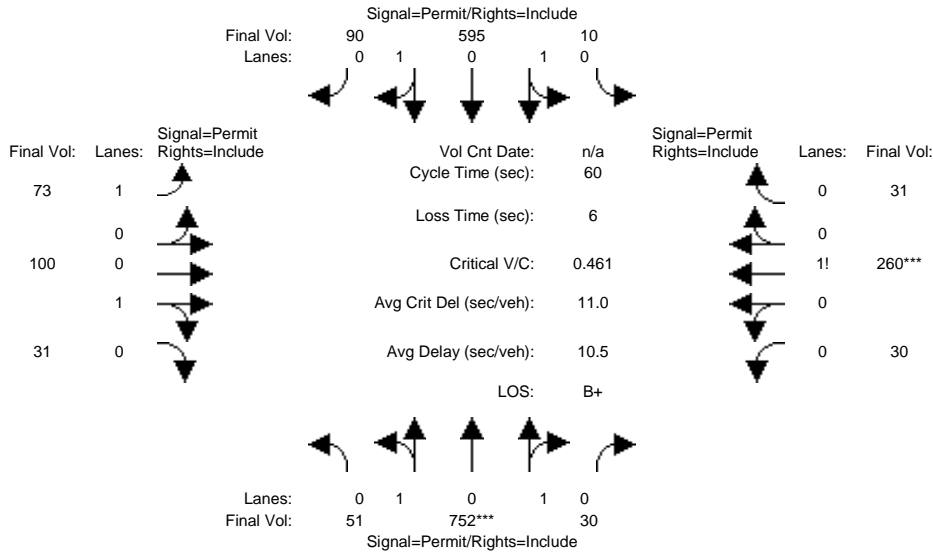 Signal=Permit/Rights=Include
Final Vol: 90 595 10
Lanes: 0 1 0 1 0
Signal=Permit
Final Vol: Lanes: Rights=Include
Vol Cnt Date: n/a
Signal=Permit
Rights=Include Lanes: Final Vol:
Cycle Time (sec): 60
73 1
0 31
Loss Time (sec): 6
0
0
100 0
Critical V/C: 0.461
1! 260***
1
Avg Crit Del (sec/veh): 11.0
0
31 0
Avg Delay (sec/veh): 10.5
0 30
LOS: B+
Lanes: 0 1 0 1 0
Final Vol: 51 752*** 30
Signal=Permit/Rights=Include